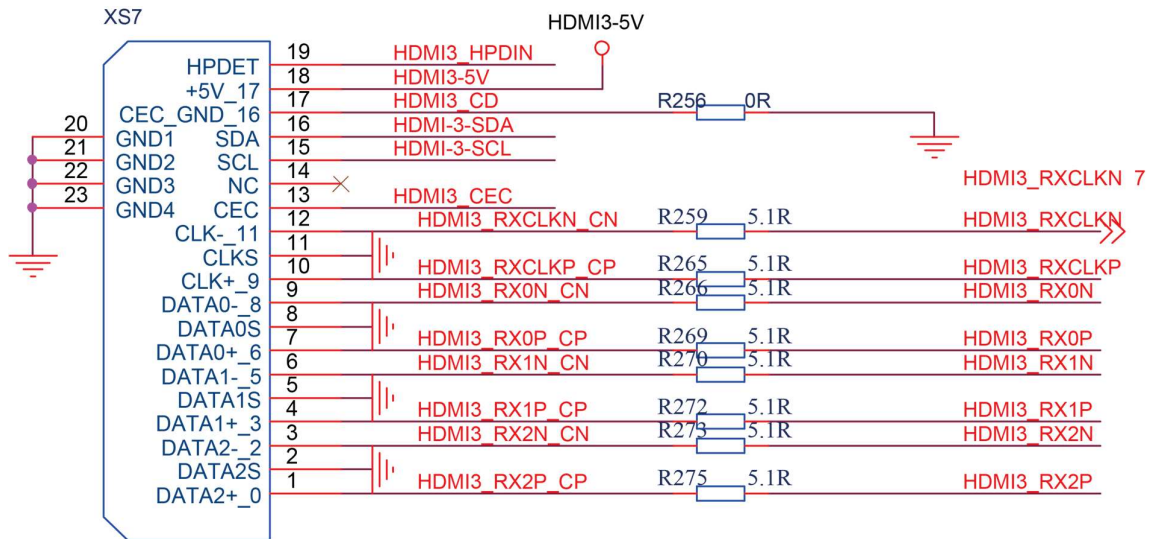 XS7
HDMI3-5V
HPDET 19 HDMI3_HPDIN
+5V_17 18 HDMI3-5V
CEC_GND_16 17 HDMI3_CD R256 0R
20 GND1 SDA 16 HDMI-3-SDA
21 GND2 SCL 15 HDMI-3-SCL
22 GND3 NC 14 HDMI3_RXCLKN 7
23 GND4 CEC 13 HDMI3_CEC
CLK-_11 12 HDMI3_RXCLKN_CN R259 5.1R HDMI3_RXCLKN
CLKS 11
CLK+_9 10 HDMI3_RXCLKP_CP R265 5.1R HDMI3_RXCLKP
DATA0-_8 9 HDMI3_RX0N_CN R266 5.1R HDMI3_RX0N
DATA0S 8
DATA0+_6 7 HDMI3_RX0P_CP R269 5.1R HDMI3_RX0P
DATA1-_5 6 HDMI3_RX1N_CN R270 5.1R HDMI3_RX1N
DATA1S 5
DATA1+_3 4 HDMI3_RX1P_CP R272 5.1R HDMI3_RX1P
DATA2-_2 3 HDMI3_RX2N_CN R273 5.1R HDMI3_RX2N
DATA2S 2
DATA2+_0 1 HDMI3_RX2P_CP R275 5.1R HDMI3_RX2P